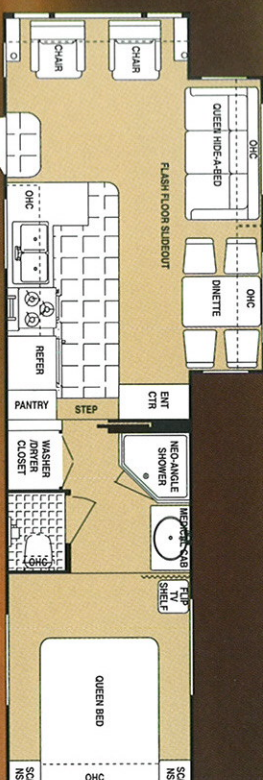 CHAIR
CHAIR
QUEEN HIDE-A-BED
OHC
FLASH FLOOR SLIDEOUT
DINETTE
OHC
OHC
REFER
ENT
CTR
PANTRY
STEP
WASHER
/DRYER
CLOSET
NEO-ANGLE
SHOWER
MEDICAL CAB
OHC
FLIP
TV
SHELF
QUEEN BED
OHC